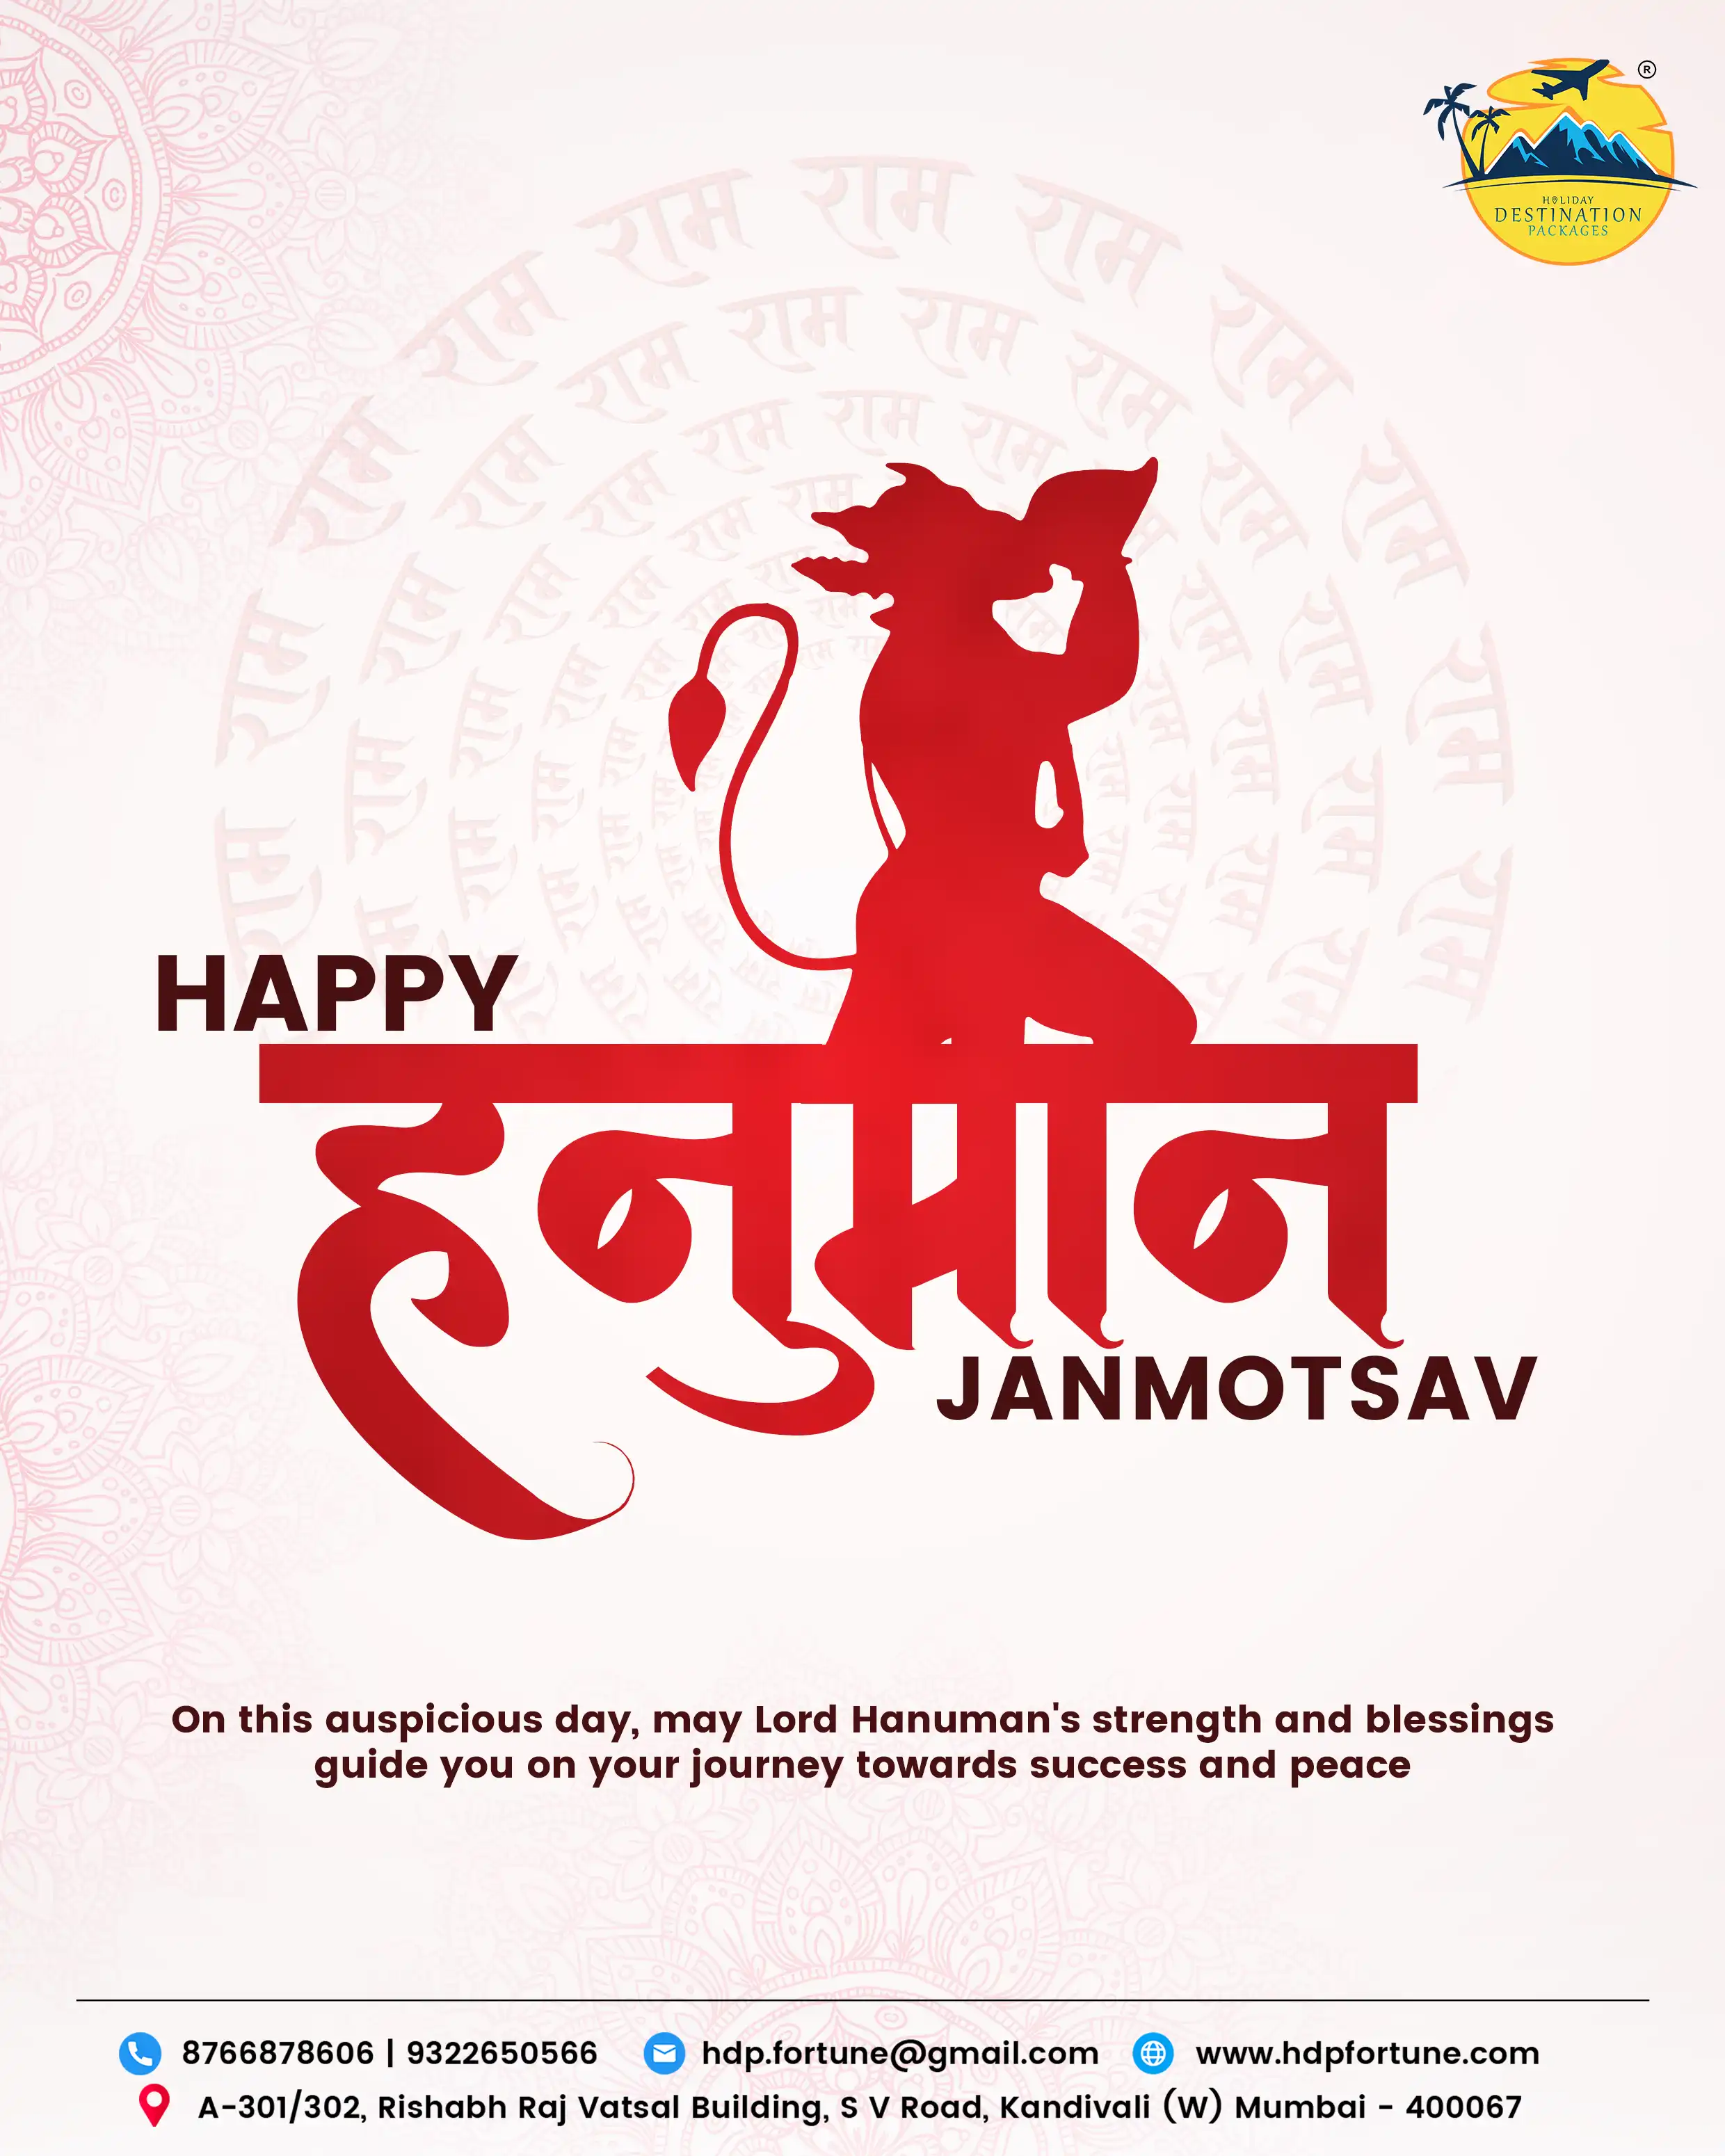 ®
HOLIDAY
DESTINATION
PACKAGES
राम राम राम राम राम राम राम राम राम राम राम
HAPPY
हनुमान
JANMOTSAV
On this auspicious day, may Lord Hanuman's strength and blessings
guide you on your journey towards success and peace
8766878606 | 9322650566 hdp.fortune@gmail.com www.hdpfortune.com
A-301/302, Rishabh Raj Vatsal Building, S V Road, Kandivali (W) Mumbai - 400067